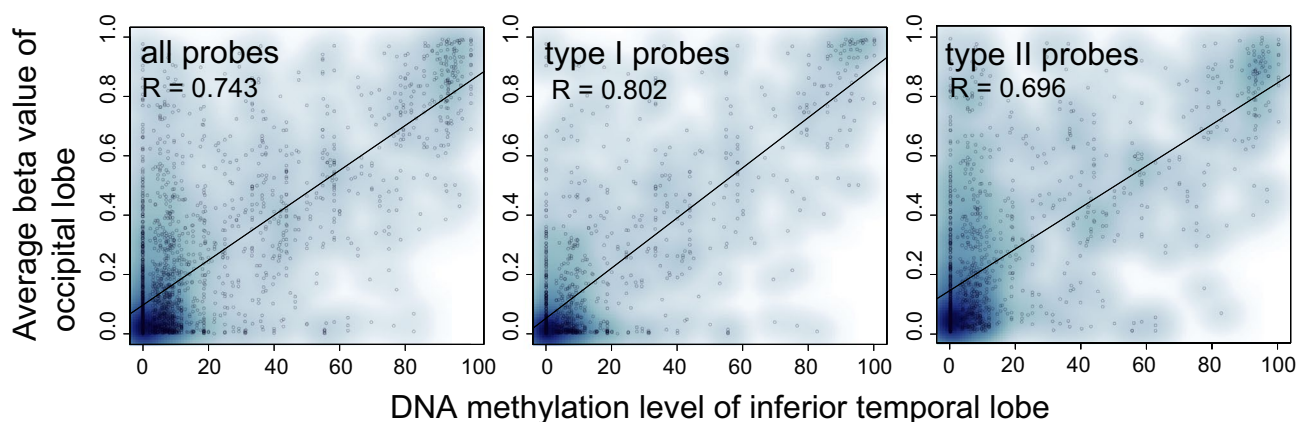 Average beta value of
occipital lobe
all probes
R = 0.743
0.0 0.2 0.4 0.6 0.8 1.0
0 20 40 60 80 100
type I probes
R = 0.802
0.0 0.2 0.4 0.6 0.8 1.0
0 20 40 60 80 100
type II probes
R = 0.696
0.0 0.2 0.4 0.6 0.8 1.0
0 20 40 60 80 100
DNA methylation level of inferior temporal lobe